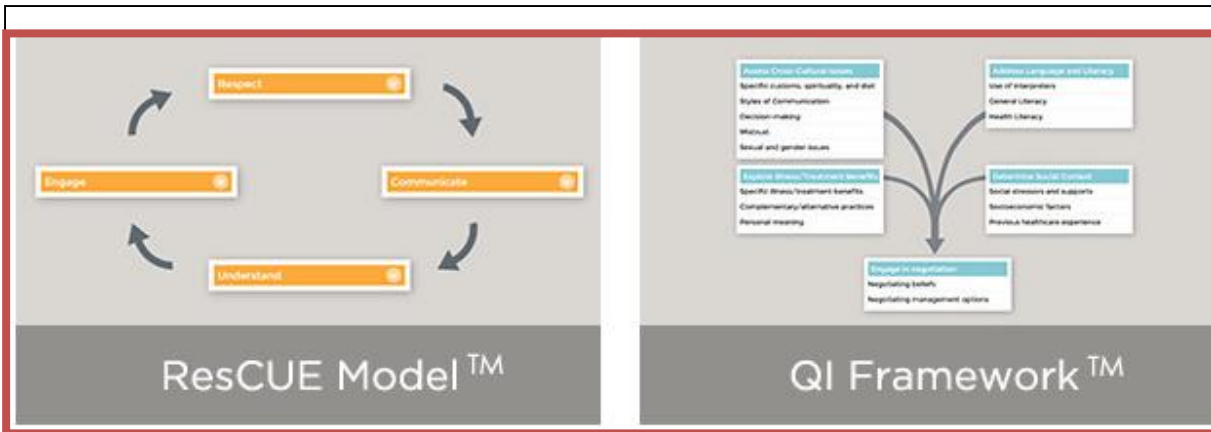 Respect
Engage
Communicate
Understand
ResCUE Model™
Assess Cross-Cultural Issues
Specific customs, spirituality, and diet
Styles of Communication
Decision-making
Mistrust
Sexual and gender issues
Address Language and Literacy
Use of Interpreters
General Literacy
Health Literacy
Explore Illness/Treatment Benefits
Specific illness/treatment benefits
Complementary/alternative practices
Personal meaning
Determine Social Context
Social stressors and supports
Socioeconomic factors
Previous healthcare experience
Engage in negotiation
Negotiating beliefs
Negotiating management options
QI Framework™